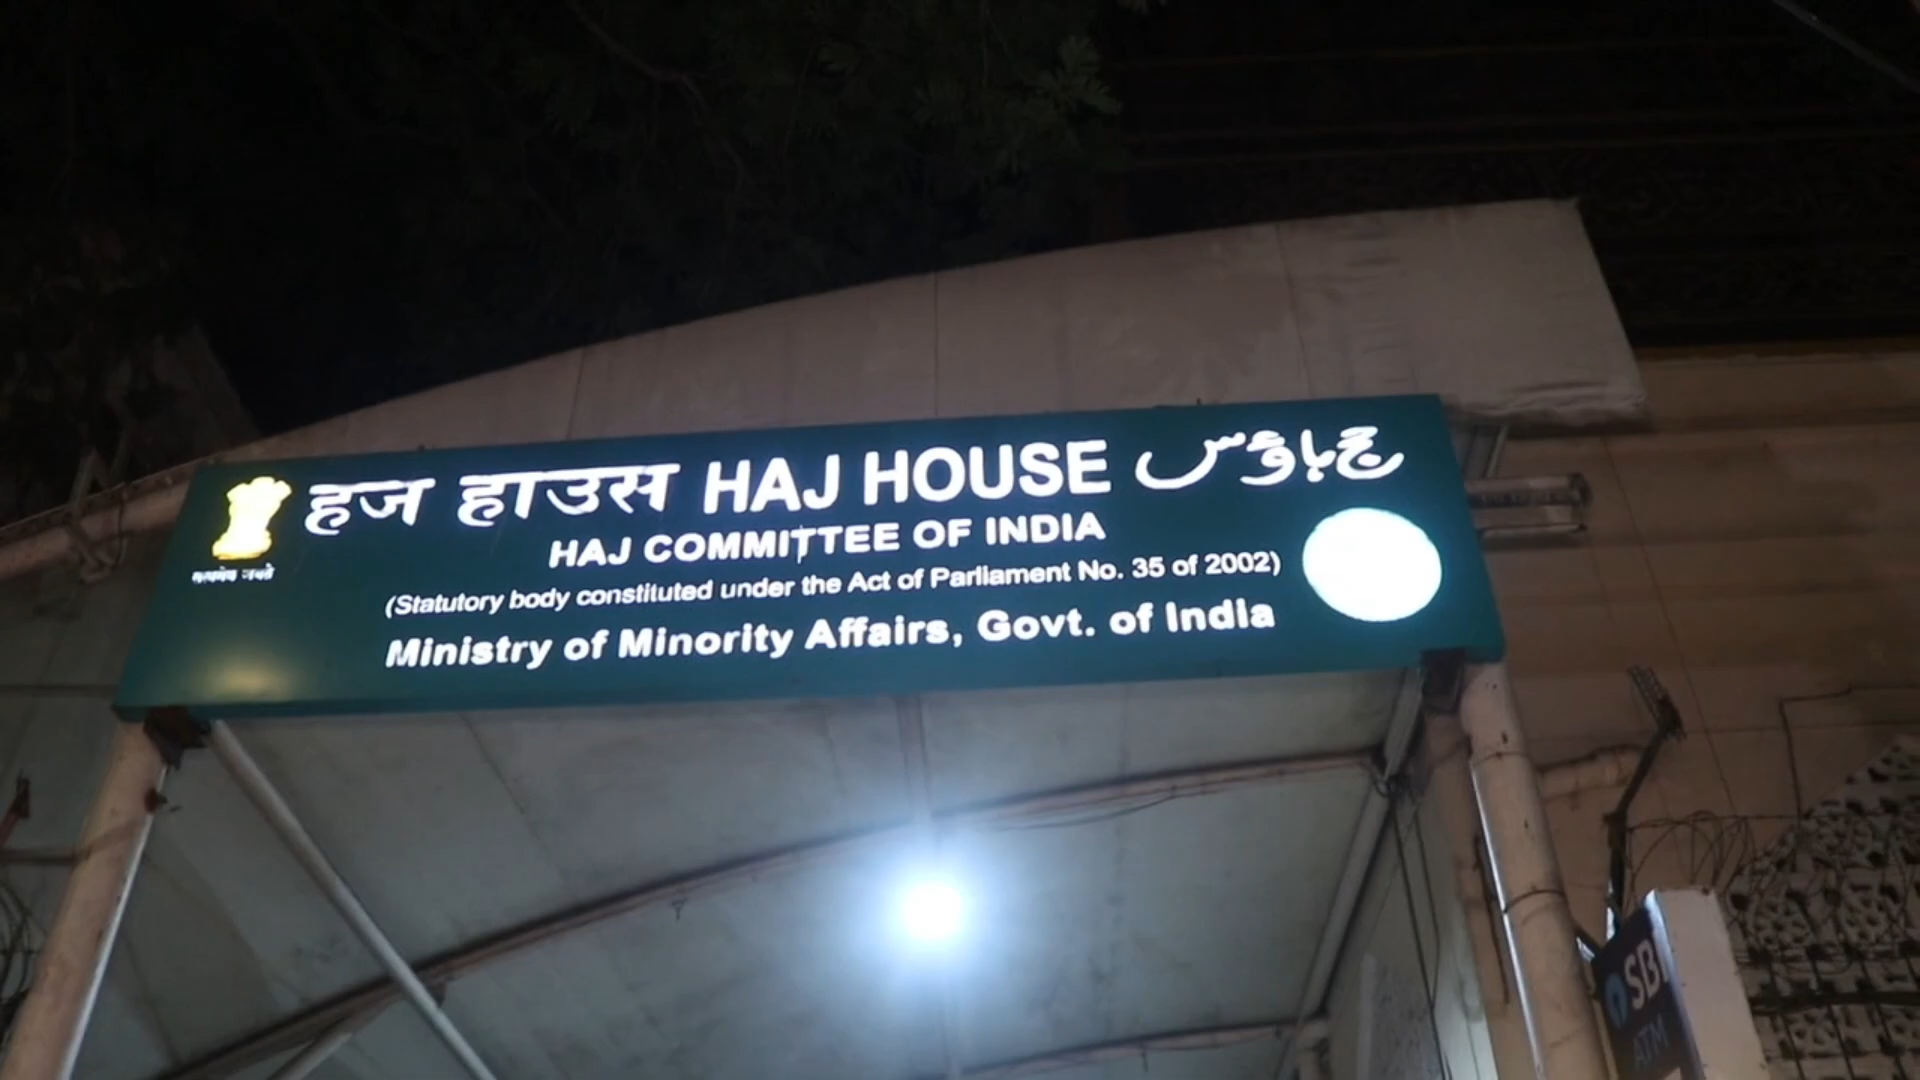 हज हाउस HAJ HOUSE حج ہاؤس
HAJ COMMITTEE OF INDIA
(Statutory body constituted under the Act of Parliament No. 35 of 2002)
Ministry of Minority Affairs, Govt. of India
सत्यमेव जयते
SBI
ATM